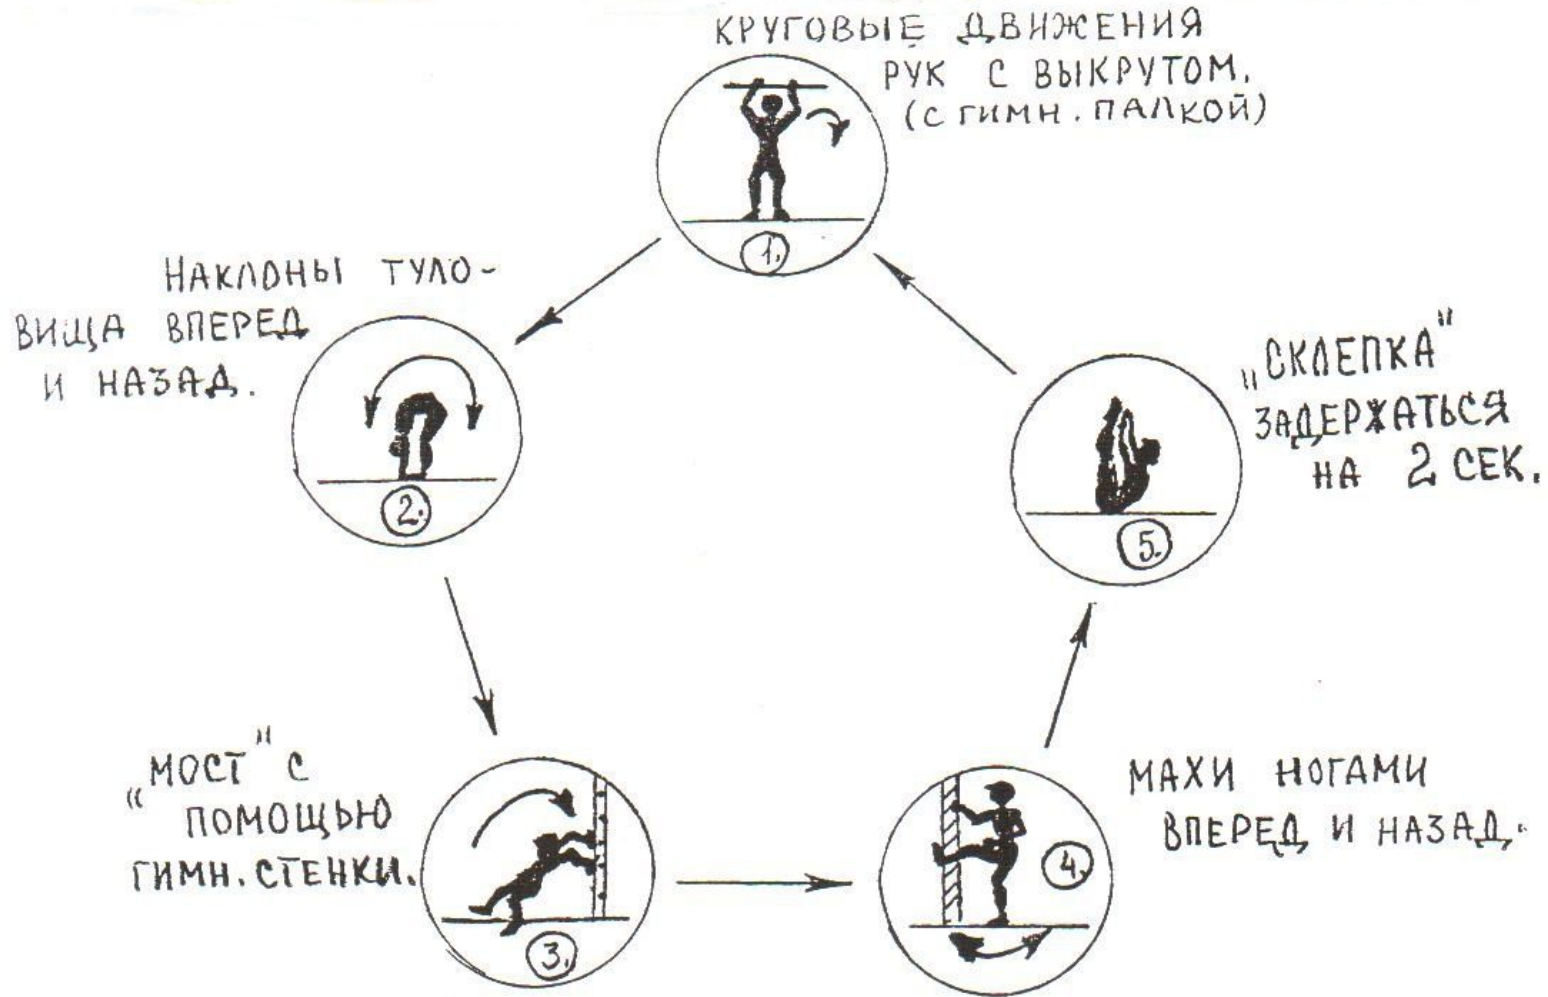 КРУГОВЫЕ ДВИЖЕНИЯ
РУК С ВЫКРУТОМ.
(С ГИМН. ПАЛКОЙ)
1.
НАКЛОНЫ ТУЛО-
ВИЩА ВПЕРЕД
И НАЗАД.
2.
„МОСТ" С
ПОМОЩЬЮ
ГИМН. СТЕНКИ.
3.
МАХИ НОГАМИ
ВПЕРЕД И НАЗАД.
4.
„СКЛЕПКА"
ЗАДЕРЖАТЬСЯ
НА 2 СЕК.
5.